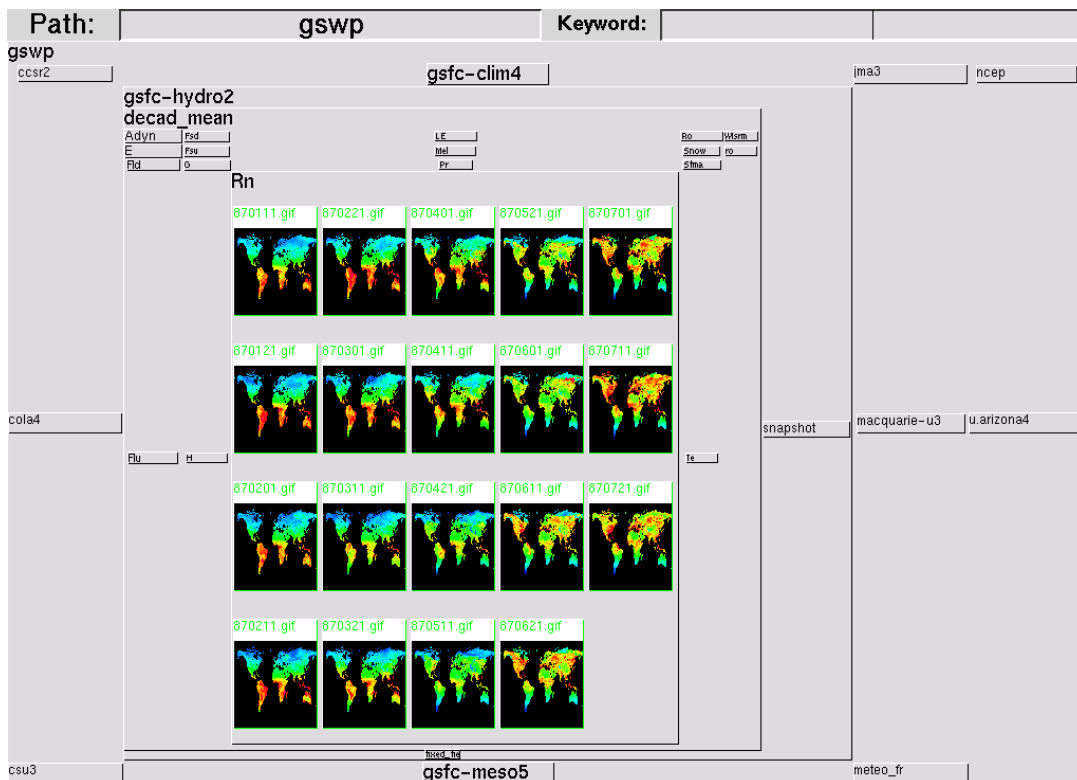 Path: gswp Keyword:
gswp
ccsr2 gsfc-clim4 jma3 ncep
gsfc-hydro2
decad_mean
Adyn Fsd LE Ro Wlsrm
E Fsu Mel Snow ro
Fld G Pr Sfma
Rn
870111.gif 870221.gif 870401.gif 870521.gif 870701.gif
870121.gif 870301.gif 870411.gif 870601.gif 870711.gif
cola4 snapshot macquarie-u3 u.arizona4
Flu H Te
870201.gif 870311.gif 870421.gif 870611.gif 870721.gif
870211.gif 870321.gif 870511.gif 870621.gif
fixed_fie
csu3 gsfc-meso5 meteo_fr